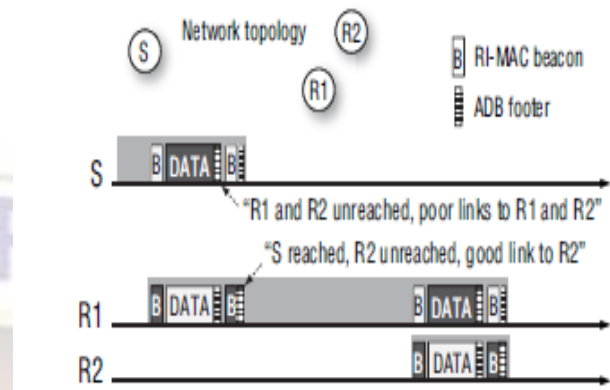 Network topology
S
R2
R1
B RI-MAC beacon
ADB footer
S
B DATA B
"R1 and R2 unreached, poor links to R1 and R2"
"S reached, R2 unreached, good link to R2"
R1
B DATA B
B DATA B
R2
B DATA B